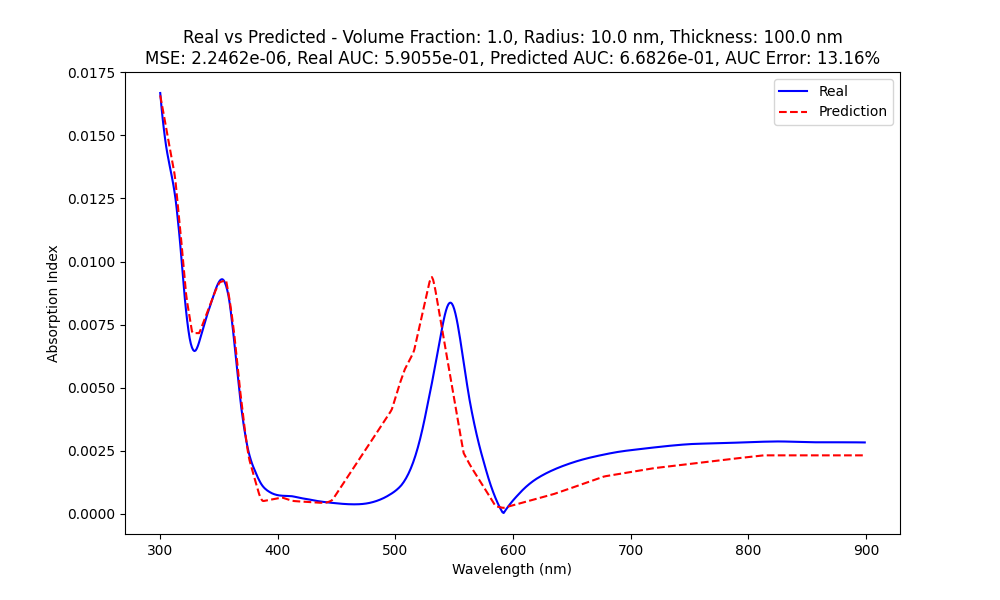 Real vs Predicted - Volume Fraction: 1.0, Radius: 10.0 nm, Thickness: 100.0 nm
MSE: 2.2462e-06, Real AUC: 5.9055e-01, Predicted AUC: 6.6826e-01, AUC Error: 13.16%
Real
Prediction
Absorption Index
0.0175
0.0150
0.0125
0.0100
0.0075
0.0050
0.0025
0.0000
300 400 500 600 700 800 900
Wavelength (nm)